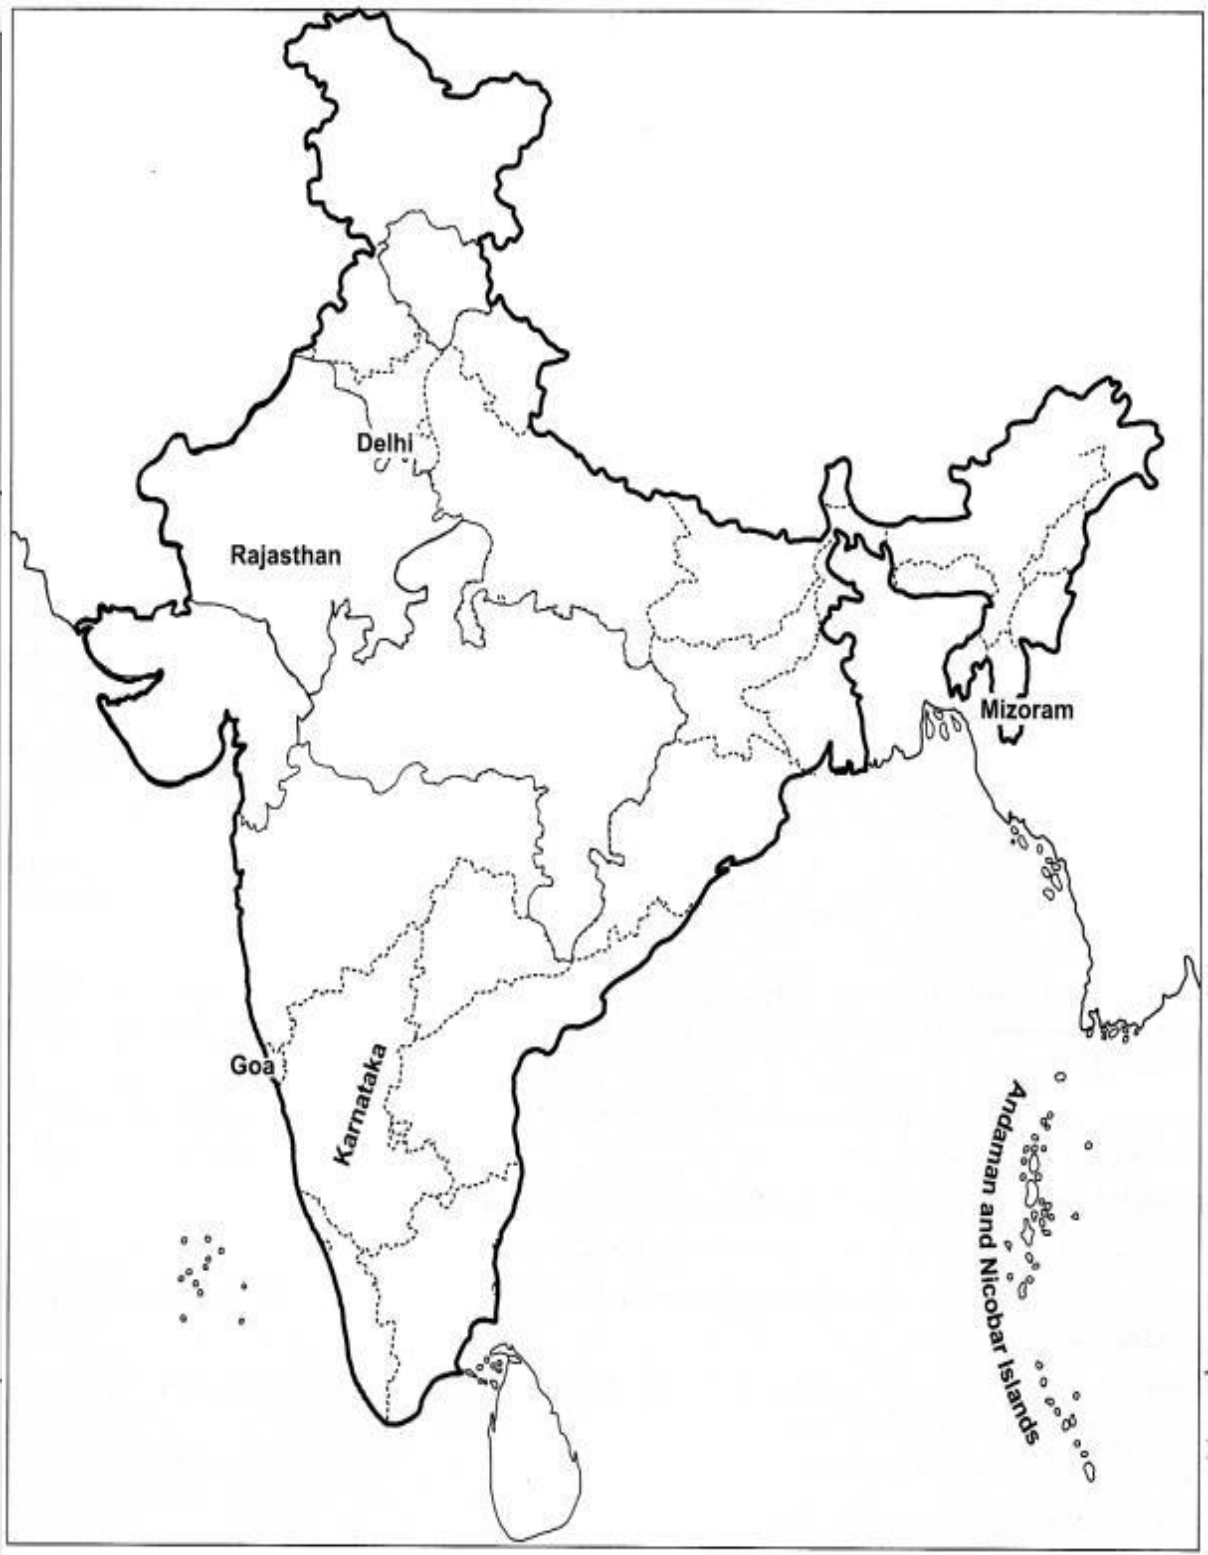 Delhi
Rajasthan
Mizoram
Goa
Karnataka
Andaman and Nicobar Islands